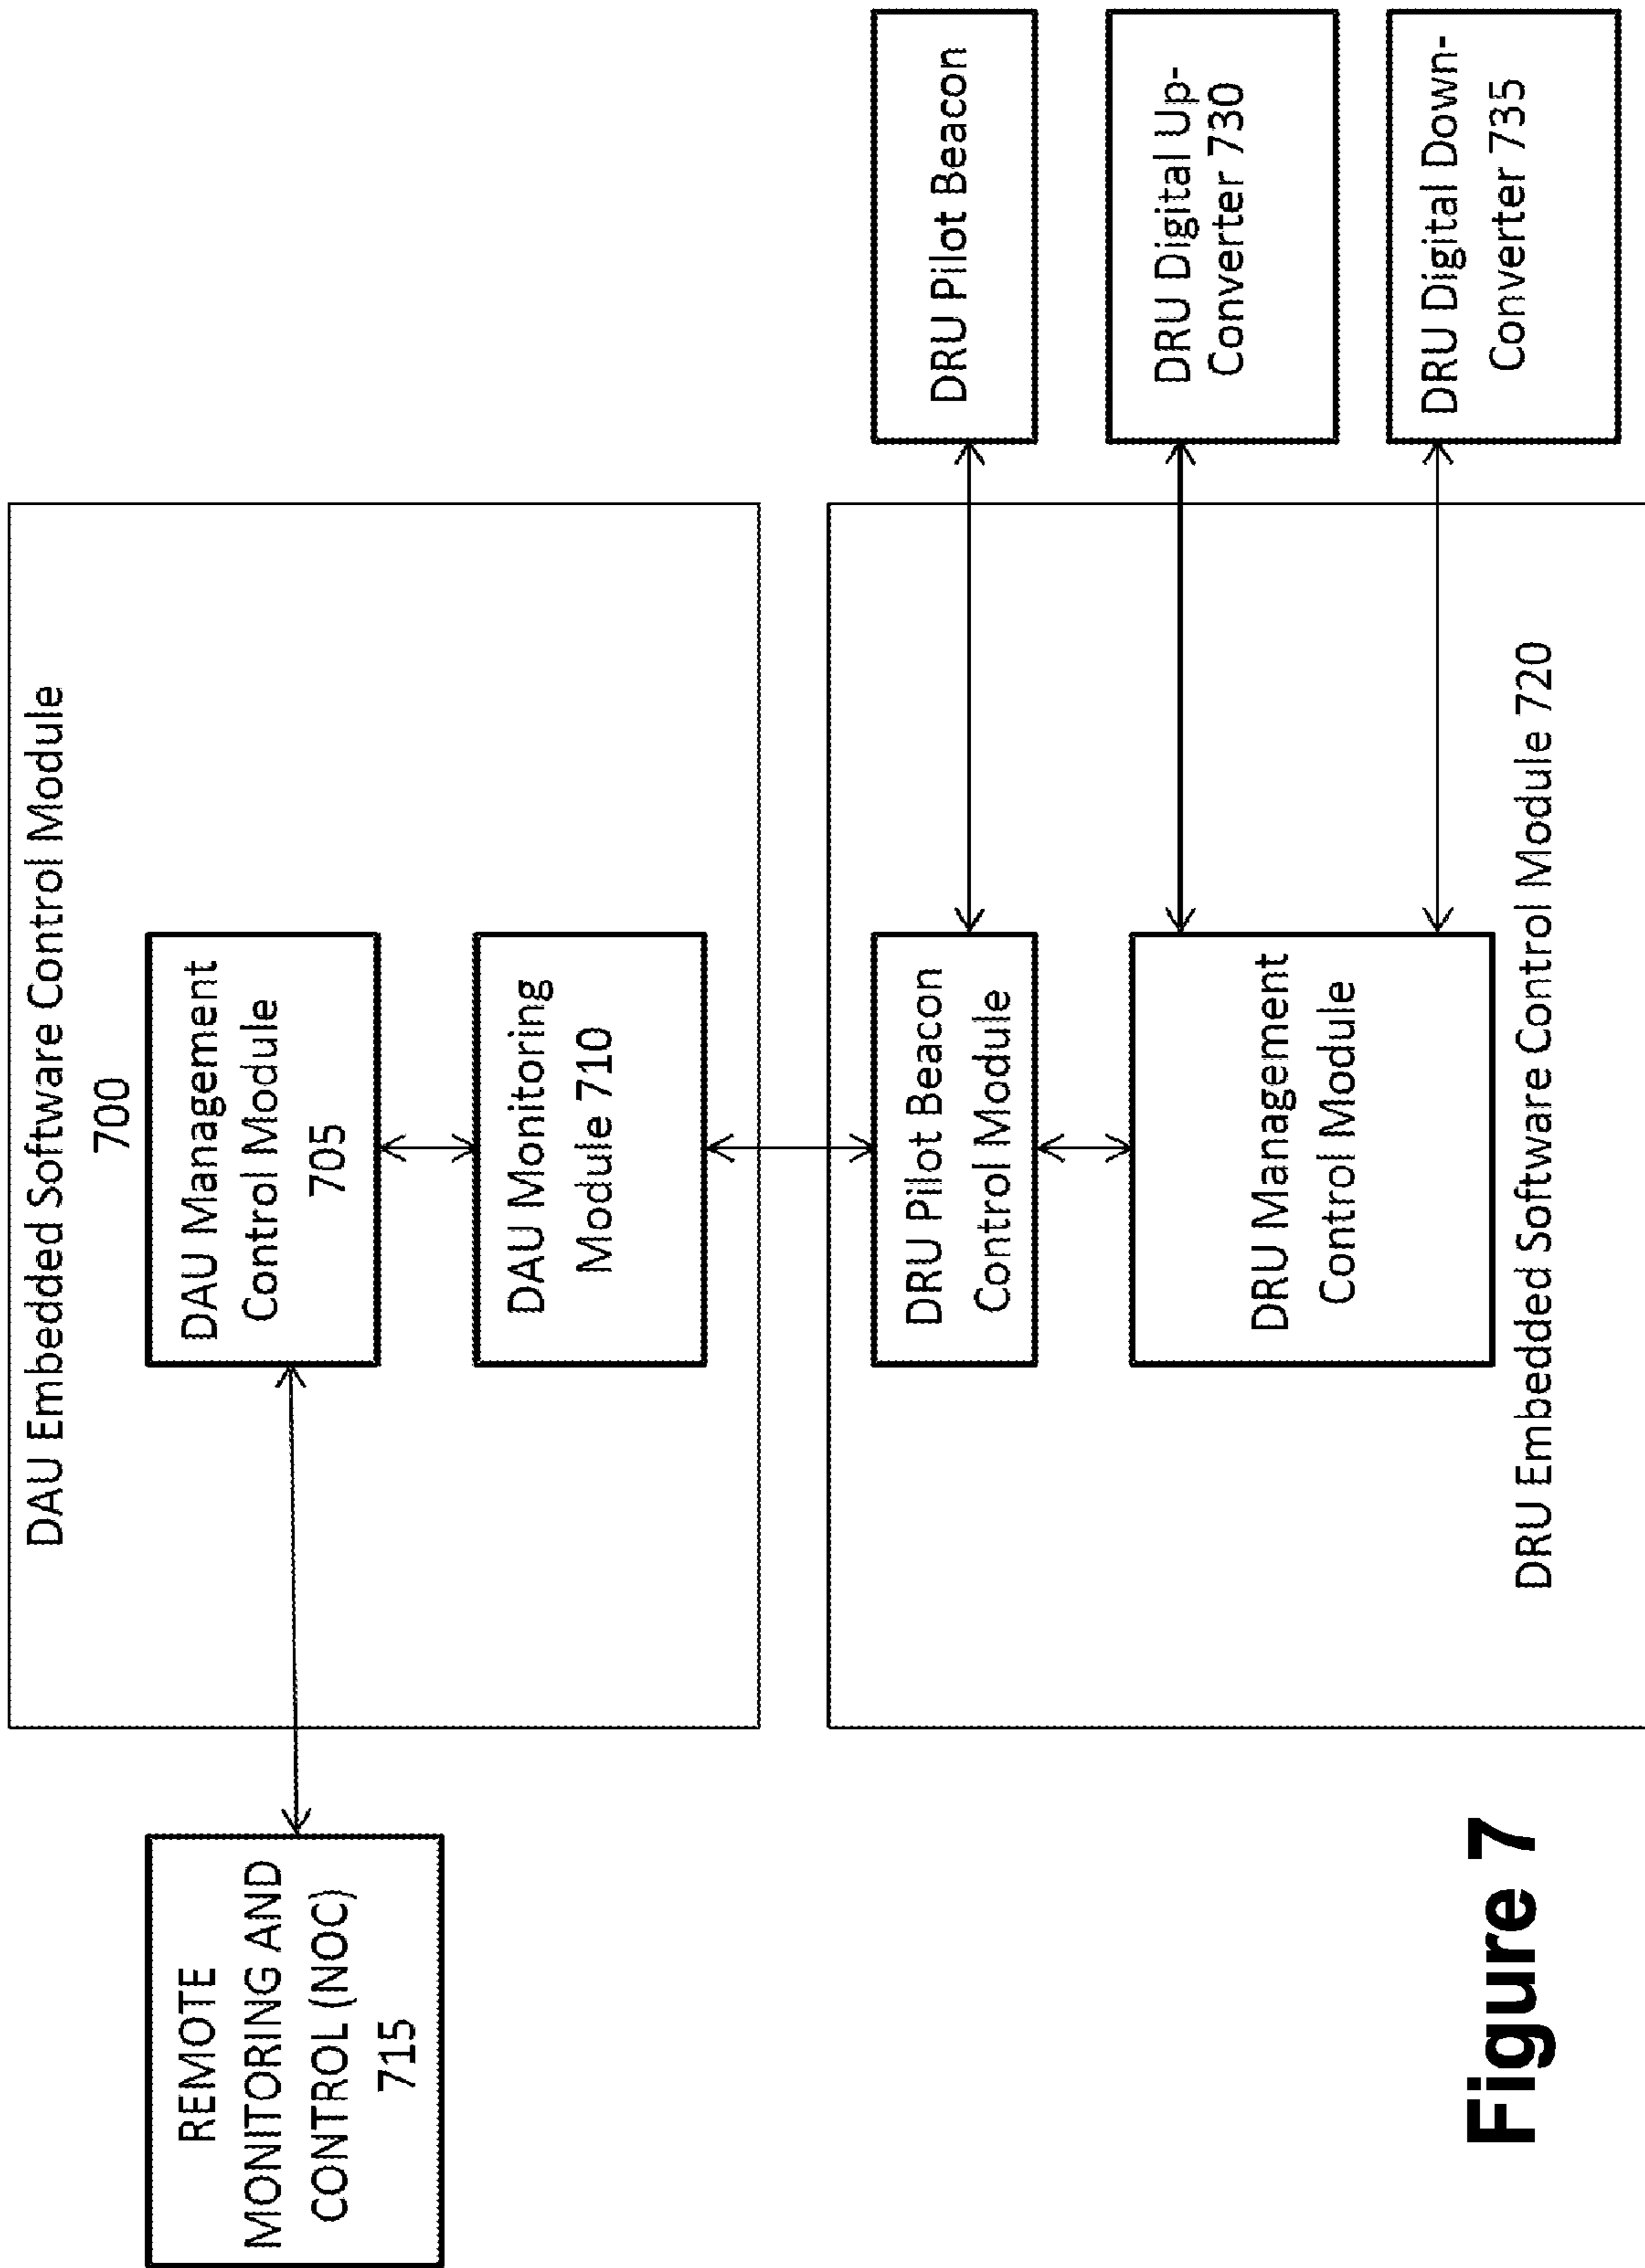 DAU Embedded Software Control Module
700
REMOTE
MONITORING AND
CONTROL (NOC)
715
DAU Management
Control Module
705
DAU Monitoring
Module 710
DRU Pilot Beacon
Control Module
DRU Pilot Beacon
DRU Management
Control Module
DRU Digital Up-
Converter 730
DRU Digital Down-
Converter 735
DRU Embedded Software Control Module 720
Figure 7